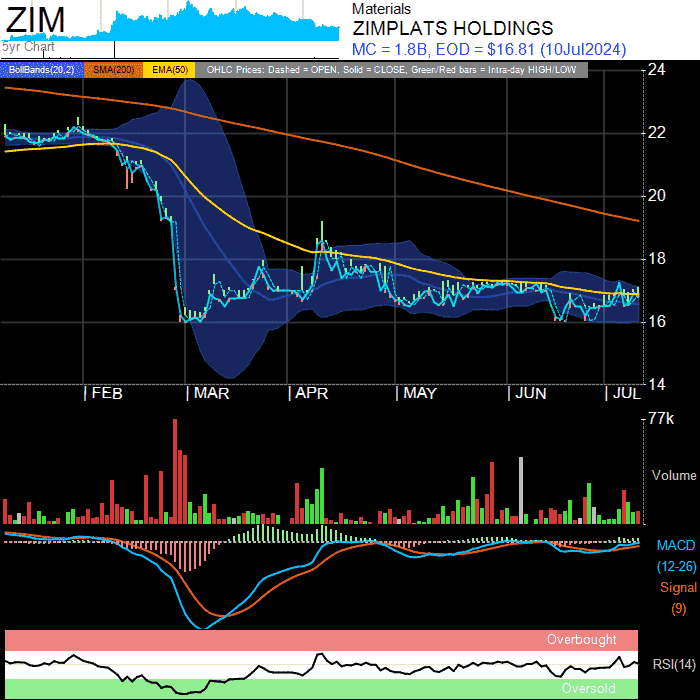 ZIM
5yr Chart
Materials
ZIMPLATS HOLDINGS
MC = 1.8B, EOD = $16.81 (10Jul2024)
BollBands(20,2) SMA(200) EMA(50) OHLC Prices: Dashed = OPEN, Solid = CLOSE, Green/Red bars = Intra-day HIGH/LOW
24
22
20
18
16
14
FEB MAR APR MAY JUN JUL
77k
Volume
MACD
(12-26)
Signal
(9)
Overbought
RSI(14)
Oversold